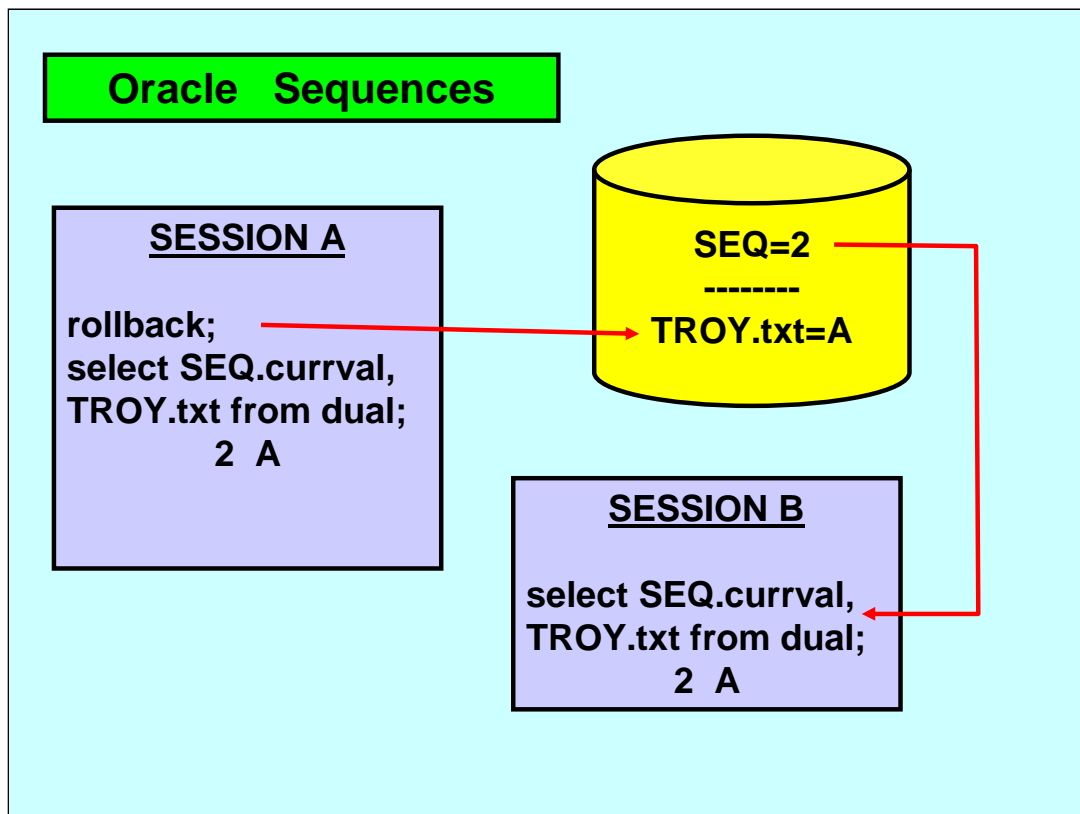 Oracle Sequences
SESSION A
rollback;
select SEQ.currval,
TROY.txt from dual;
2 A
SEQ=2
--------
TROY.txt=A
SESSION B
select SEQ.currval,
TROY.txt from dual;
2 A